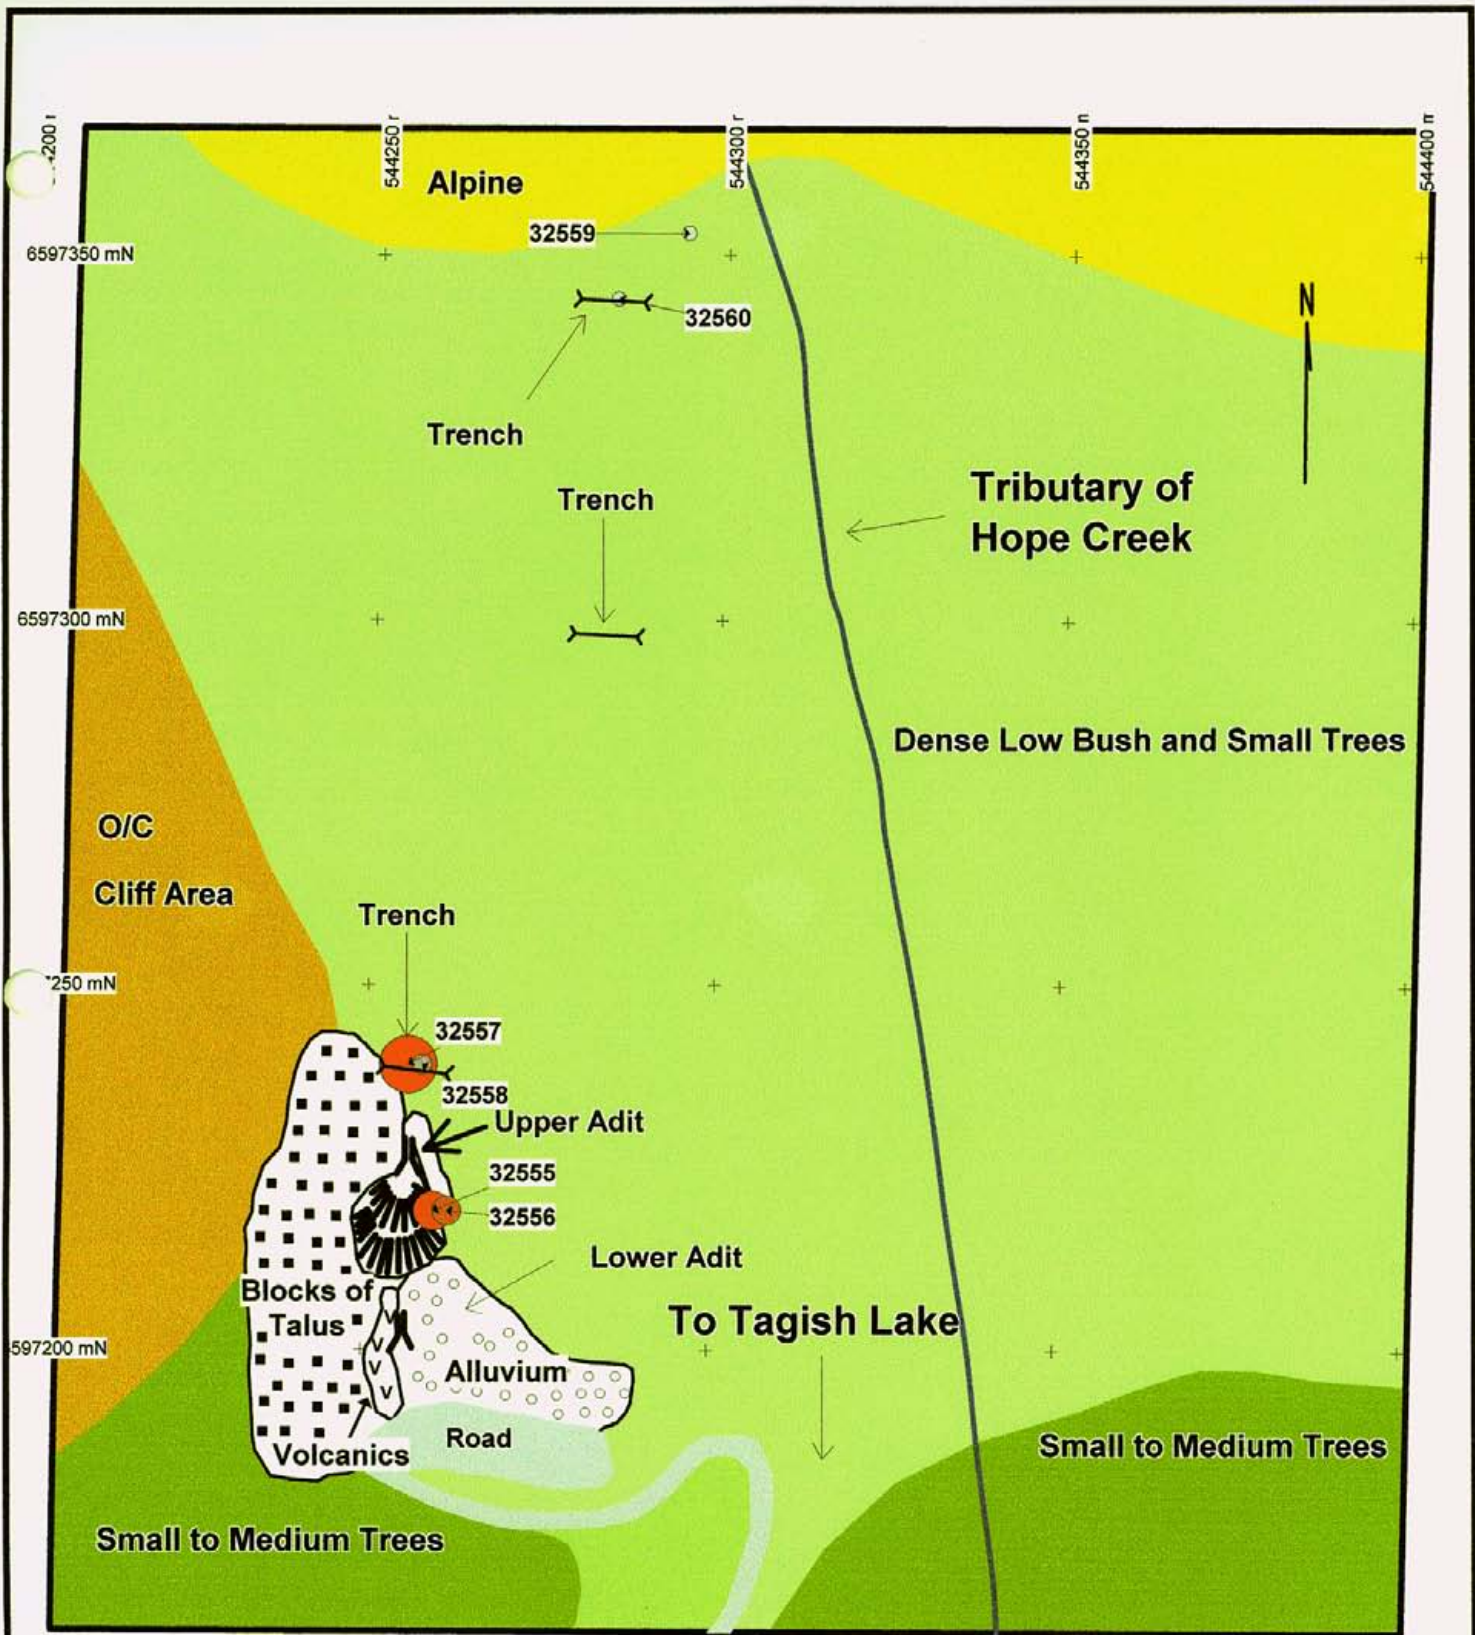 544250
544300
544350
544400
Alpine
32559
6597350 mN
N
32560
Trench
Trench
Tributary of
Hope Creek
6597300 mN
Dense Low Bush and Small Trees
O/C
Cliff Area
Trench
250 mN
32557
32558
Upper Adit
32555
32556
Lower Adit
Blocks of
Talus
To Tagish Lake
597200 mN
Alluvium
Road
Volcanics
Small to Medium Trees
Small to Medium Trees